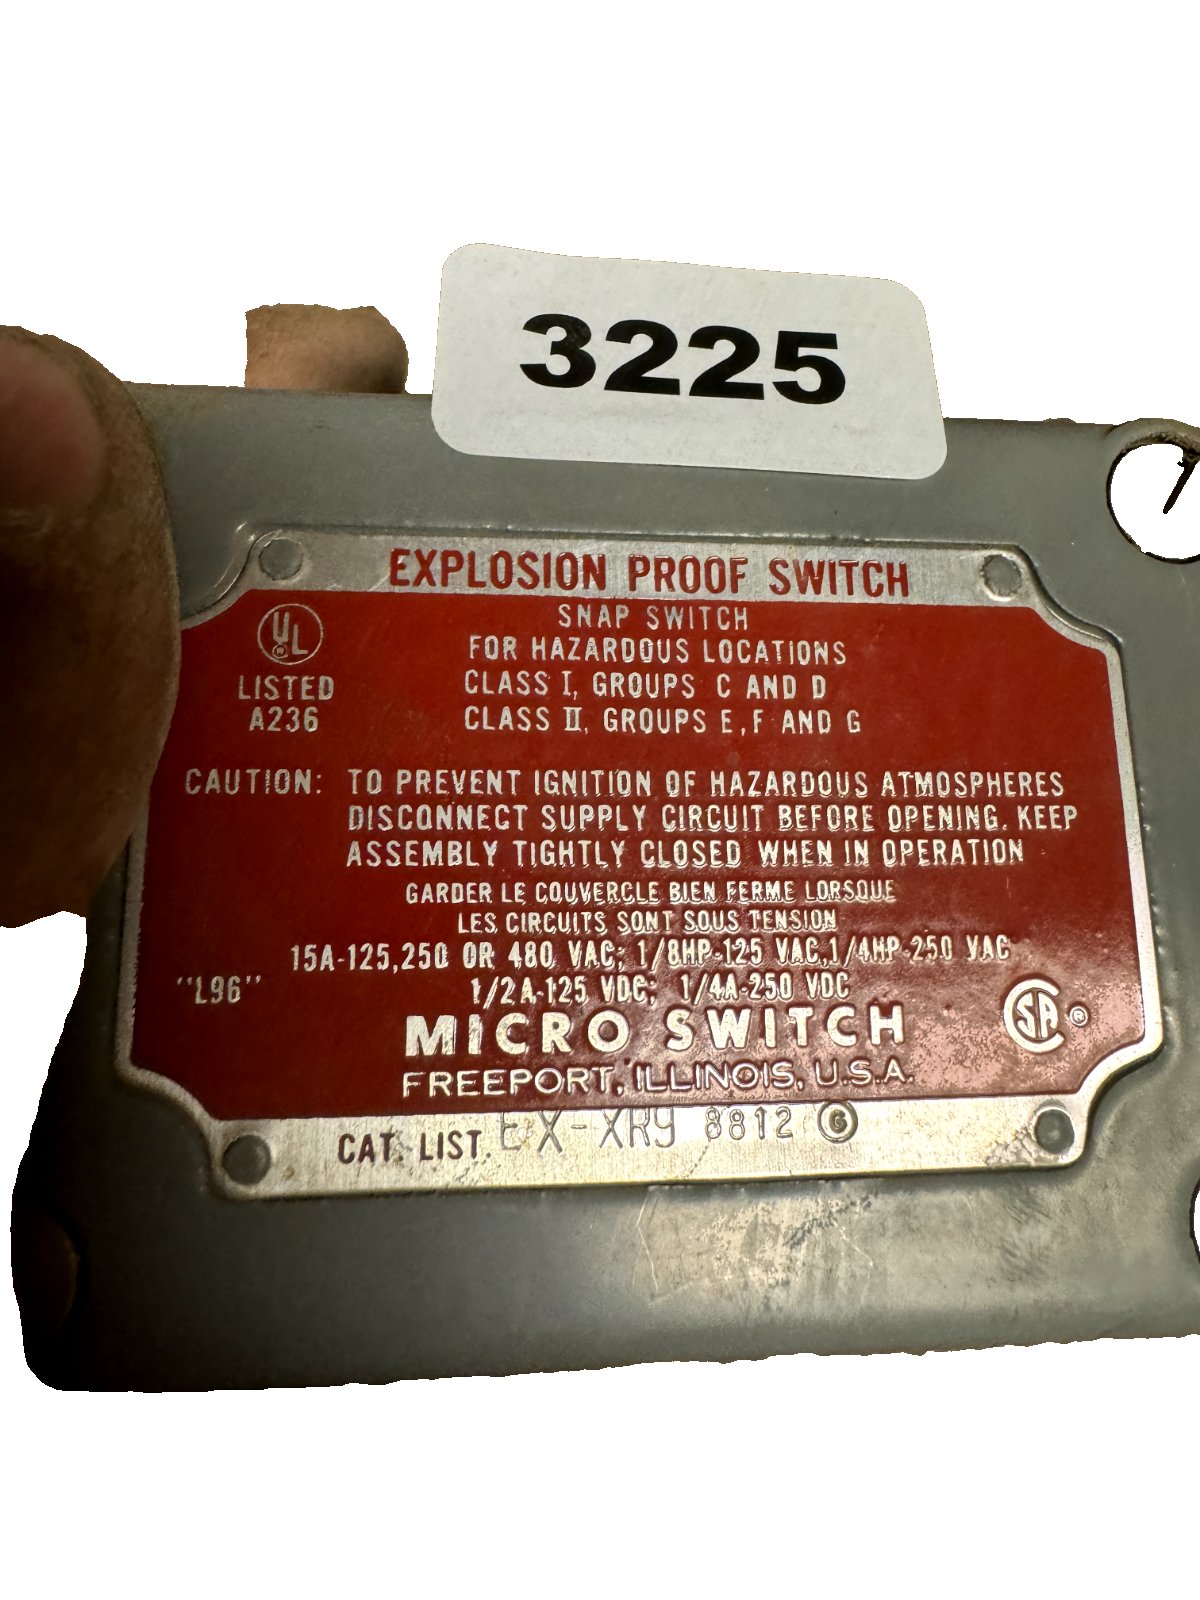 3225
EXPLOSION PROOF SWITCH
SNAP SWITCH
FOR HAZARDOUS LOCATIONS
UL
LISTED
A236
CLASS I, GROUPS C AND D
CLASS II, GROUPS E, F AND G
CAUTION: TO PREVENT IGNITION OF HAZARDOUS ATMOSPHERES
DISCONNECT SUPPLY CIRCUIT BEFORE OPENING. KEEP
ASSEMBLY TIGHTLY CLOSED WHEN IN OPERATION
GARDER LE COUVERCLE BIEN FERME LORSQUE
LES CIRCUITS SONT SOUS TENSION
15A-125,250 OR 480 VAC; 1/8HP-125 VAC,1/4HP-250 VAC
"L96"
1/2A-125 VDC; 1/4A-250 VDC
MICRO SWITCH
FREEPORT, ILLINOIS, U.S.A.
CSA ®
CAT. LIST. EX-XR9 8812 G